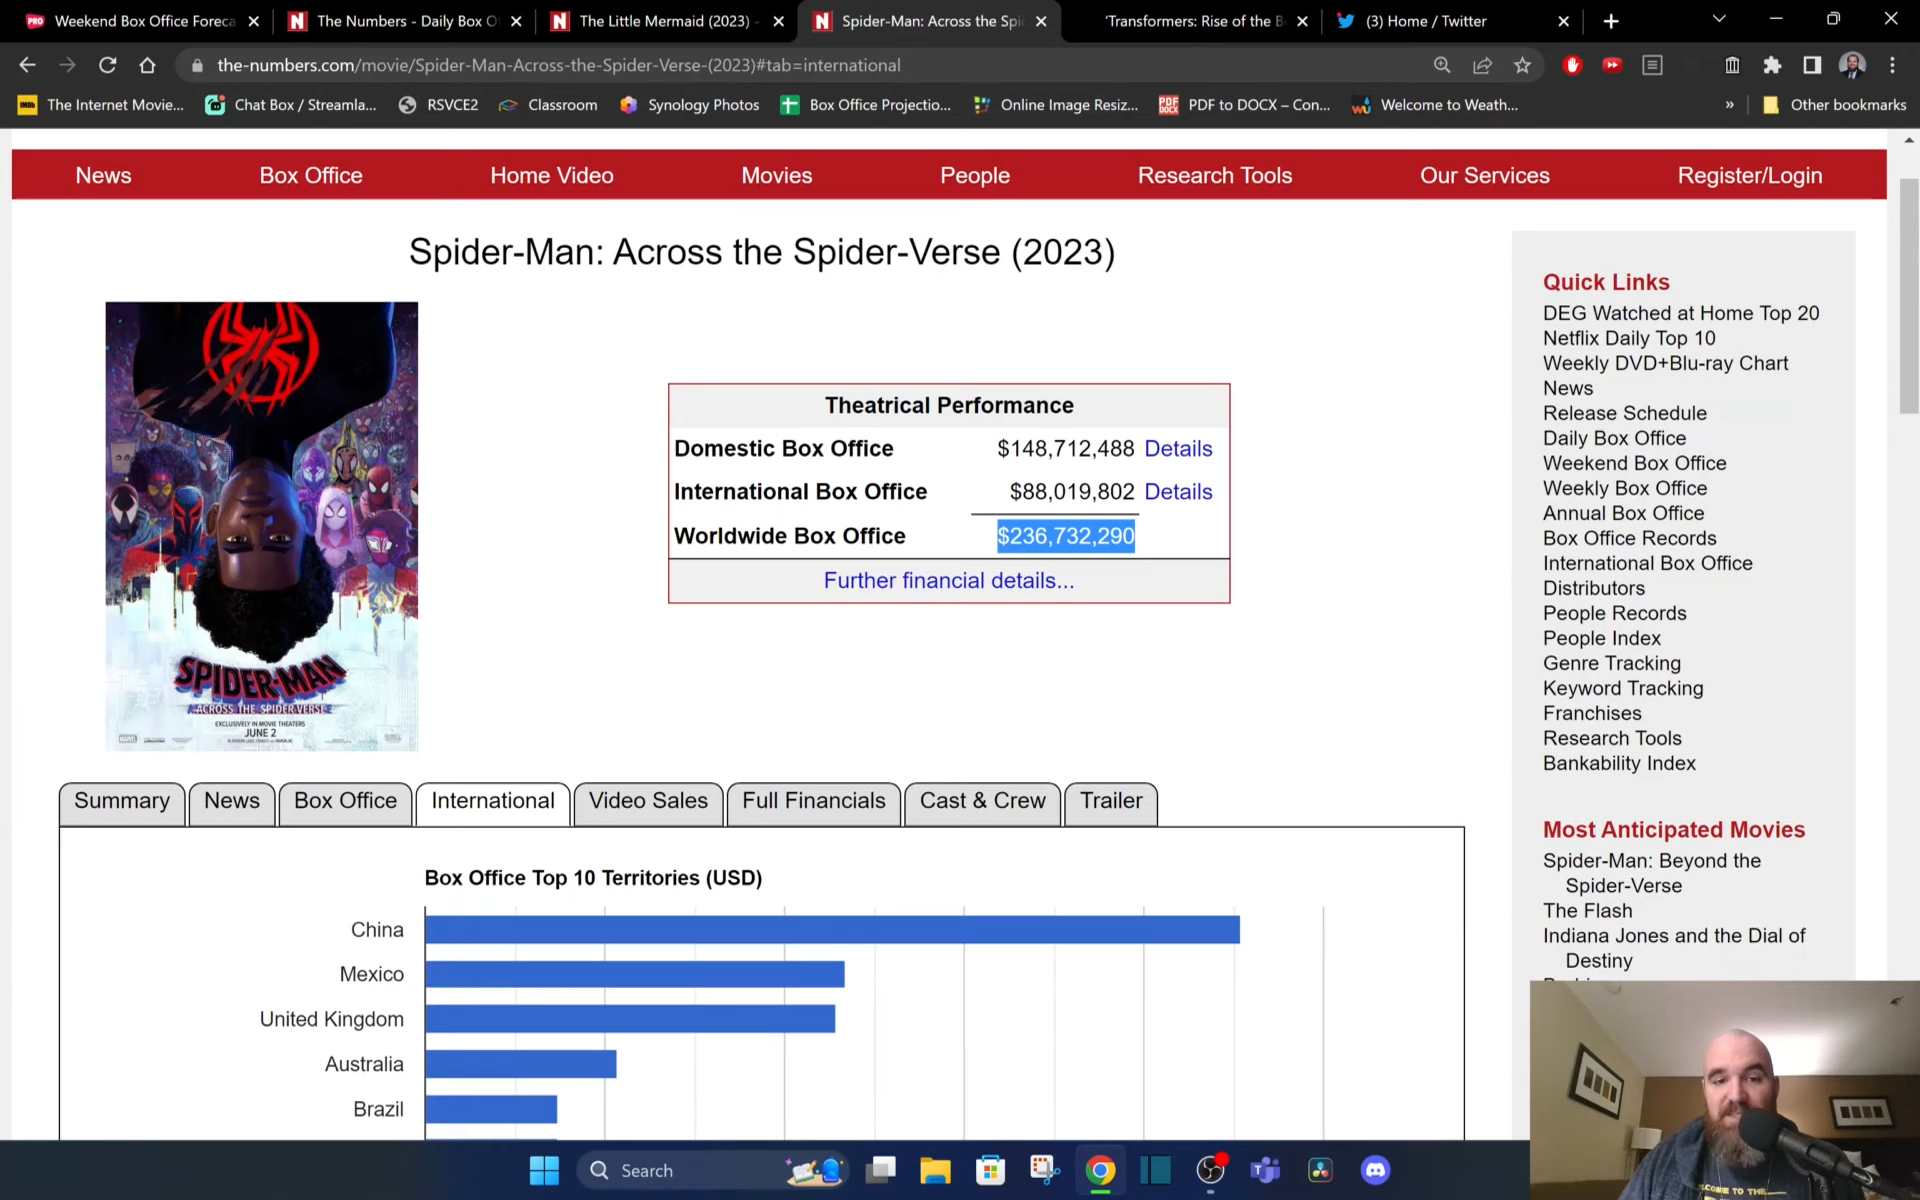 Weekend Box Office Foreca
The Numbers - Daily Box O
The Little Mermaid (2023) -
Spider-Man: Across the Spi
'Transformers: Rise of the B
(3) Home / Twitter
the-numbers.com/movie/Spider-Man-Across-the-Spider-Verse-(2023)#tab=international
The Internet Movie...
Chat Box / Streamla...
RSVCE2
Classroom
Synology Photos
Box Office Projectio...
Online Image Resiz...
PDF to DOCX – Con...
Welcome to Weath...
»
Other bookmarks
News
Box Office
Home Video
Movies
People
Research Tools
Our Services
Register/Login
Spider-Man: Across the Spider-Verse (2023)
SPIDER-MAN
ACROSS THE SPIDER-VERSE
EXCLUSIVELY IN MOVIE THEATERS
JUNE 2
Theatrical Performance
Domestic Box Office $148,712,488 Details
International Box Office $88,019,802 Details
Worldwide Box Office $236,732,290
Further financial details...
Summary
News
Box Office
International
Video Sales
Full Financials
Cast & Crew
Trailer
Box Office Top 10 Territories (USD)
China
Mexico
United Kingdom
Australia
Brazil
Quick Links
DEG Watched at Home Top 20
Netflix Daily Top 10
Weekly DVD+Blu-ray Chart
News
Release Schedule
Daily Box Office
Weekend Box Office
Weekly Box Office
Annual Box Office
Box Office Records
International Box Office
Distributors
People Records
People Index
Genre Tracking
Keyword Tracking
Franchises
Research Tools
Bankability Index
Most Anticipated Movies
Spider-Man: Beyond the
Spider-Verse
The Flash
Indiana Jones and the Dial of
Destiny
Search